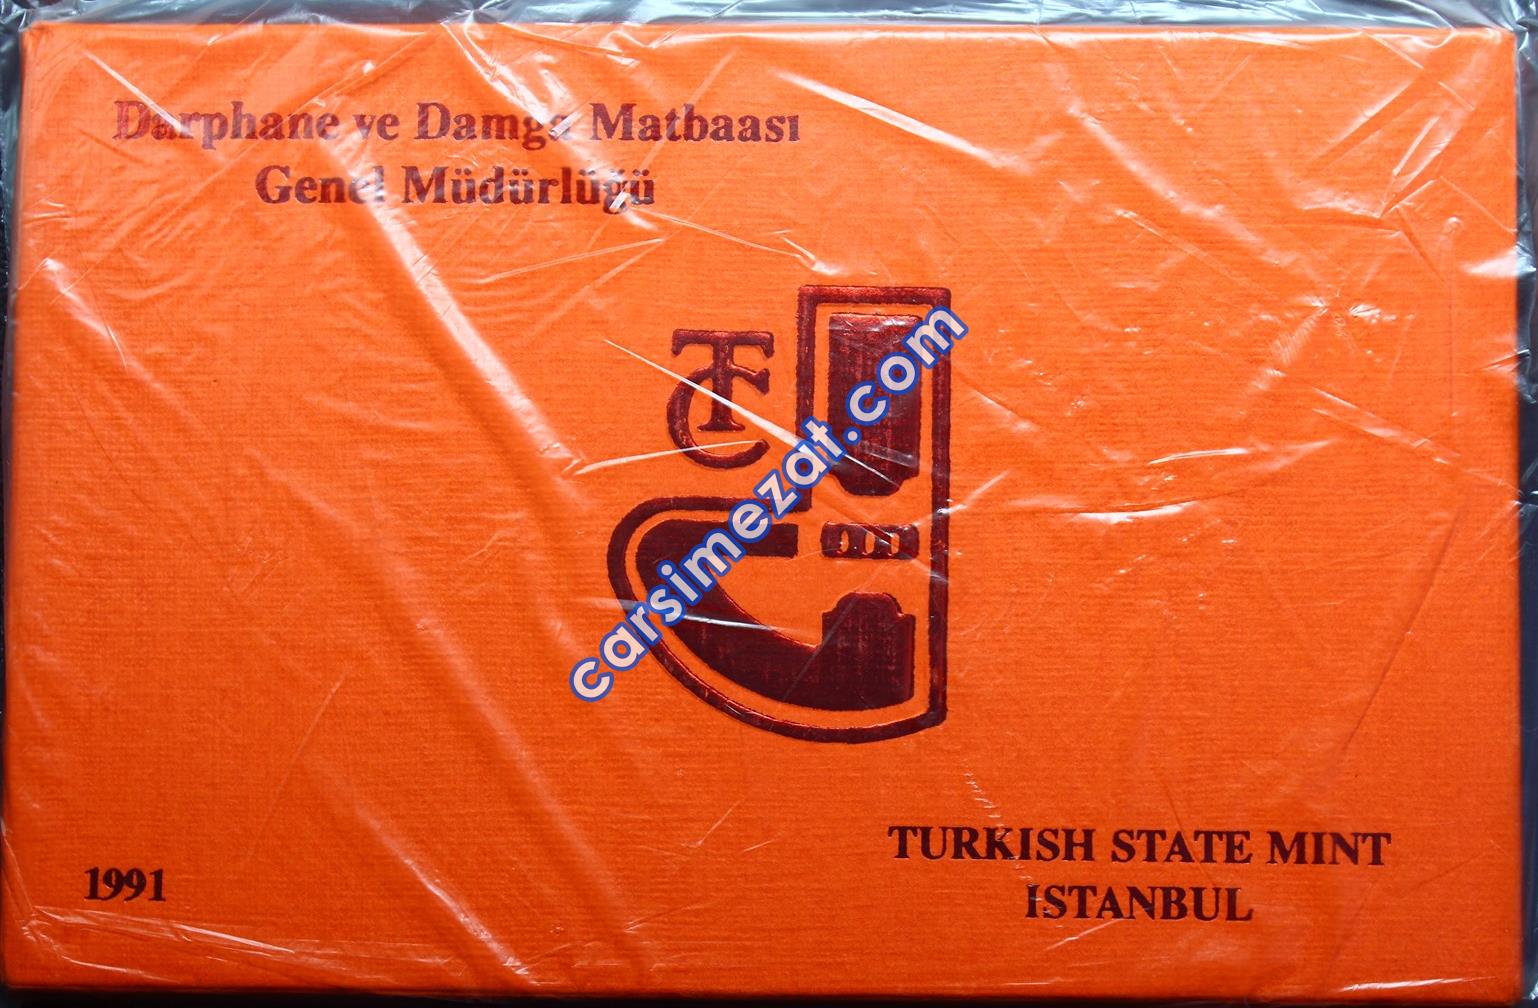 Darphane ve Damga Matbaası
Genel Müdürlüğü
TC
carsimezat.com
TURKISH STATE MINT
ISTANBUL
1991